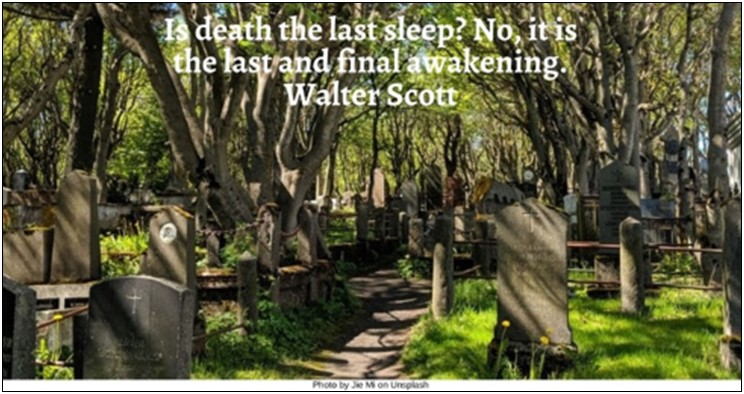 Is death the last sleep? No, it is
the last and final awakening.
Walter Scott
Photo by Jie Mi on Unsplash